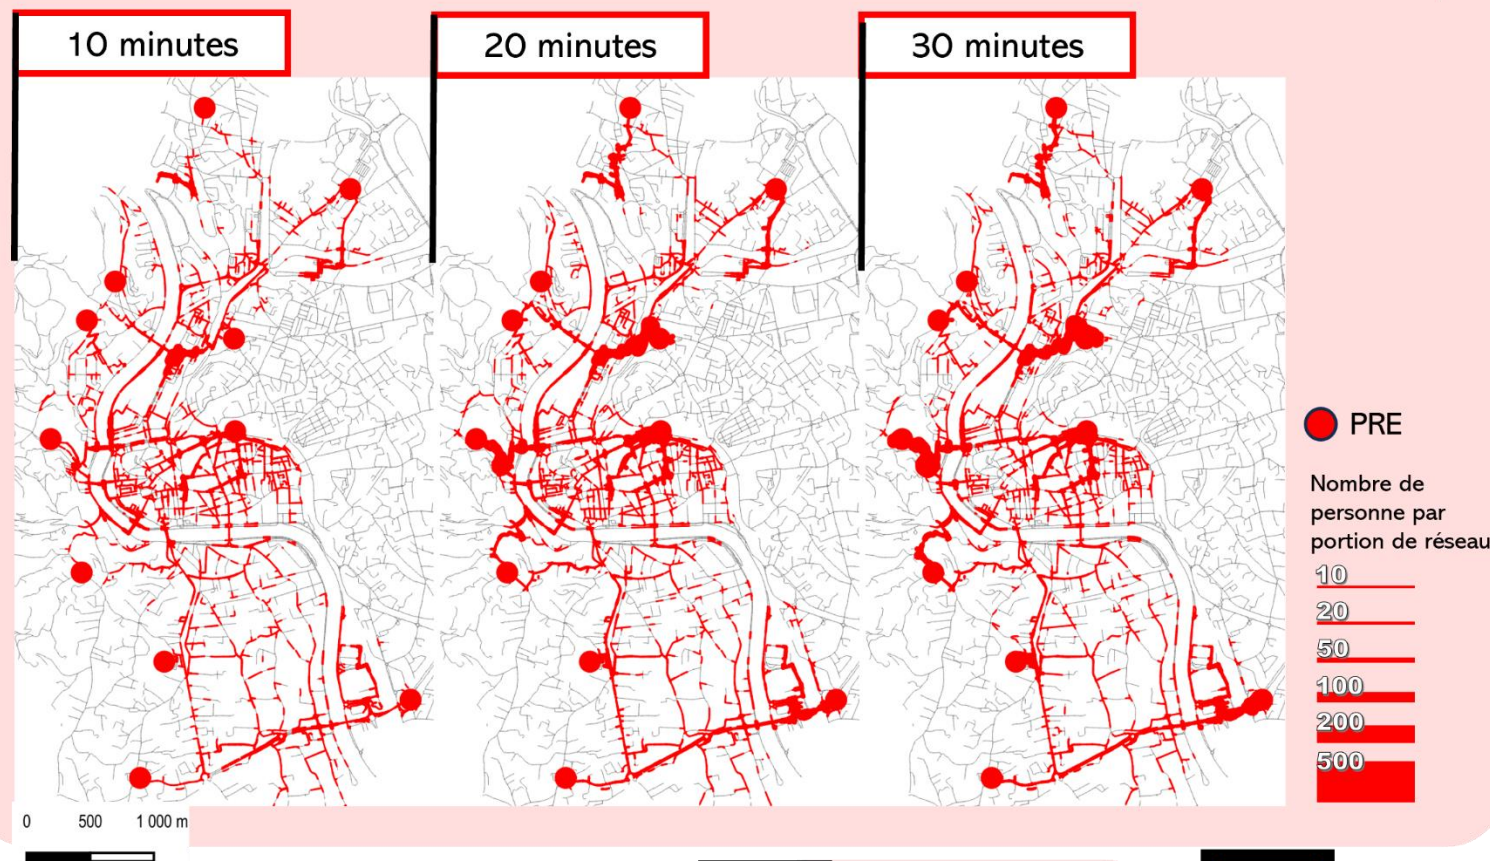 10 minutes
20 minutes
30 minutes
PRE
Nombre de
personne par
portion de réseau
10
20
50
100
200
500
0 500 1 000 m